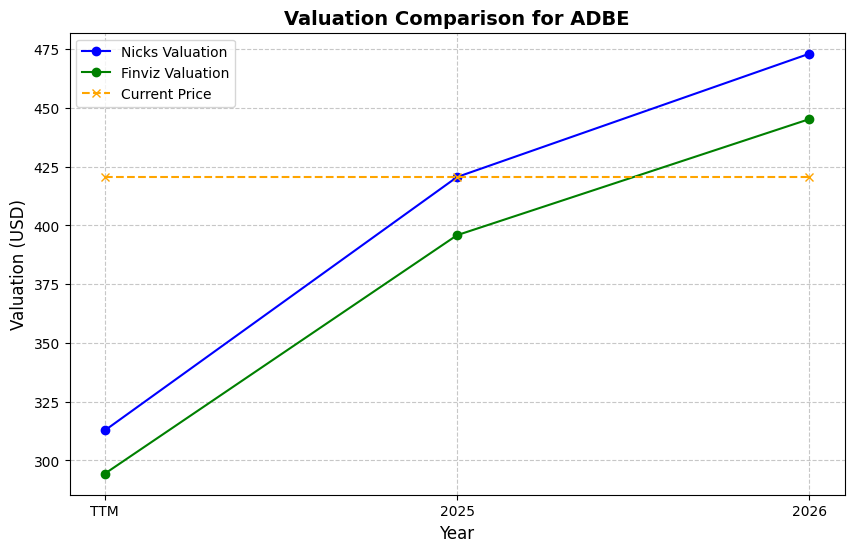 Valuation Comparison for ADBE
Nicks Valuation
Finviz Valuation
Current Price
475
450
425
400
375
350
325
300
Valuation (USD)
TTM
2025
2026
Year